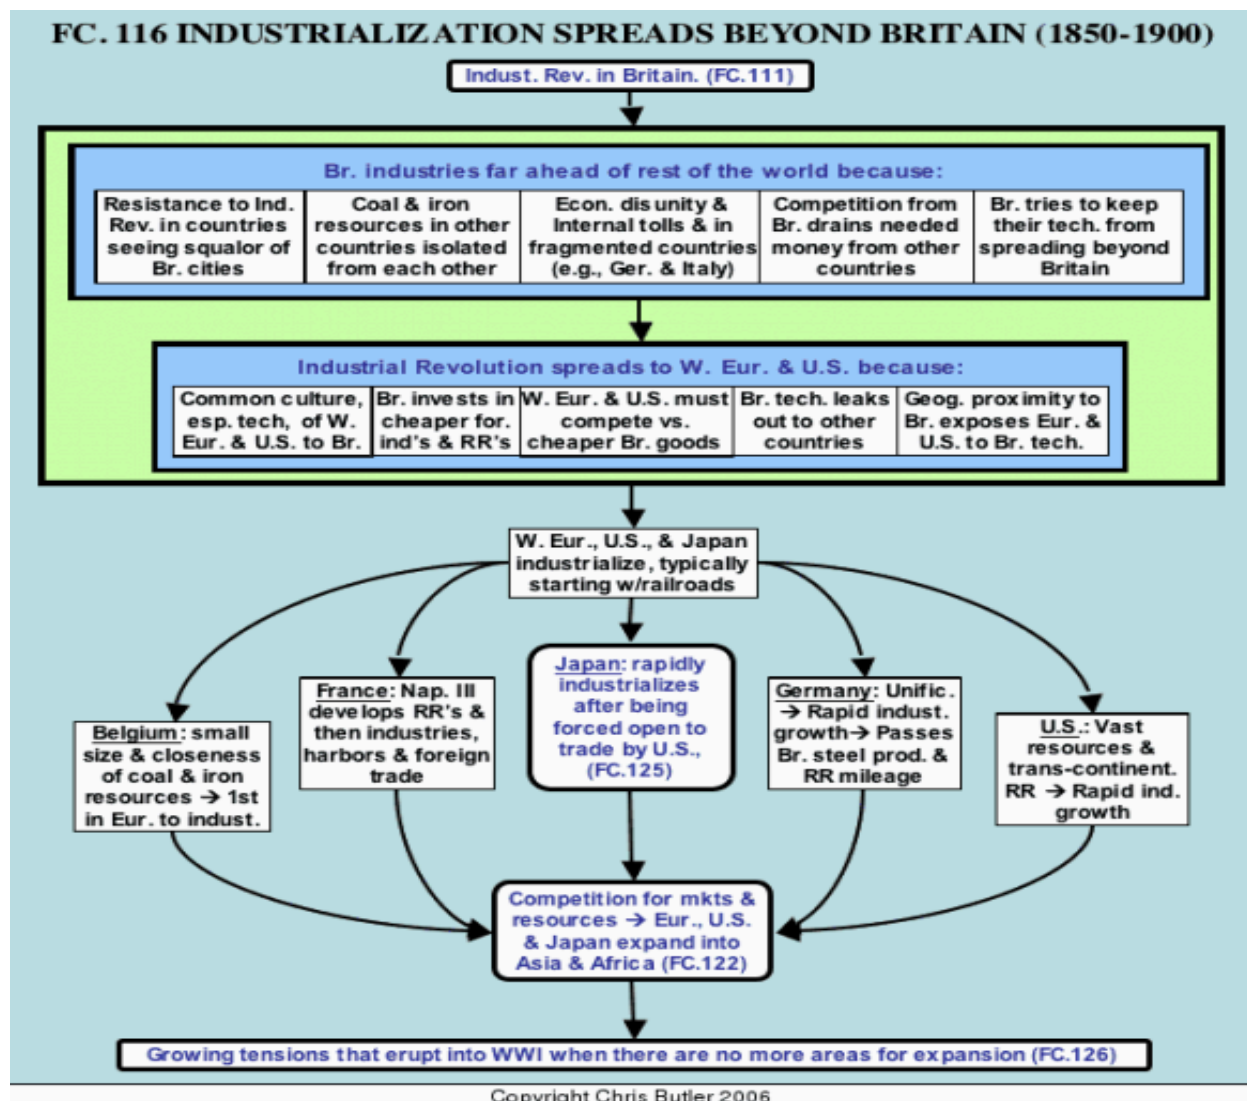 FC. 116 INDUSTRIALIZATION SPREADS BEYOND BRITAIN (1850-1900)
Indust. Rev. in Britain. (FC.111)
Br. industries far ahead of rest of the world because:
Resistance to Ind.
Rev. in countries
seeing squalor of
Br. cities
Coal & iron
resources in other
countries isolated
from each other
Econ. disunity &
Internal tolls & in
fragmented countries
(e.g., Ger. & Italy)
Competition from
Br. drains needed
money from other
countries
Br. tries to keep
their tech. from
spreading beyond
Britain
Industrial Revolution spreads to W. Eur. & U.S. because:
Common culture,
esp. tech, of W.
Eur. & U.S. to Br.
Br. invests in
cheaper for.
ind's & RR's
W. Eur. & U.S. must
compete vs.
cheaper Br. goods
Br. tech. leaks
out to other
countries
Geog. proximity to
Br. exposes Eur. &
U.S. to Br. tech.
W. Eur., U.S., & Japan
industrialize, typically
starting w/railroads
Belgium: small
size & closeness
of coal & iron
resources → 1st
in Eur. to indust.
France: Nap. III
develops RR's &
then industries,
harbors & foreign
trade
Japan: rapidly
industrializes
after being
forced open to
trade by U.S.,
(FC.125)
Germany: Unific.
→ Rapid indust.
growth→ Passes
Br. steel prod. &
RR mileage
U.S.: Vast
resources &
trans-continent.
RR → Rapid ind.
growth
Competition for mkts &
resources → Eur., U.S.
& Japan expand into
Asia & Africa (FC.122)
Growing tensions that erupt into WWI when there are no more areas for expansion (FC.126)
Copyright Chris Butler 2006